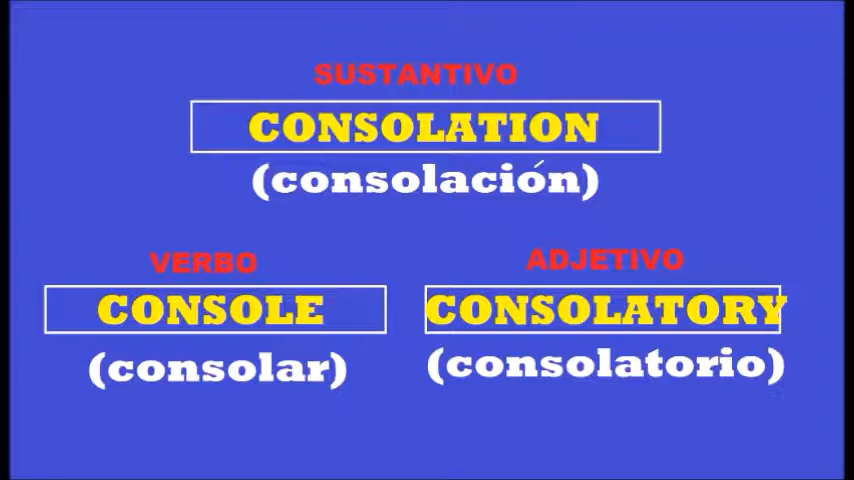 SUSTANTIVO
CONSOLATION
(consolación)
VERBO
CONSOLE
(consolar)
ADJETIVO
CONSOLATORY
(consolatorio)